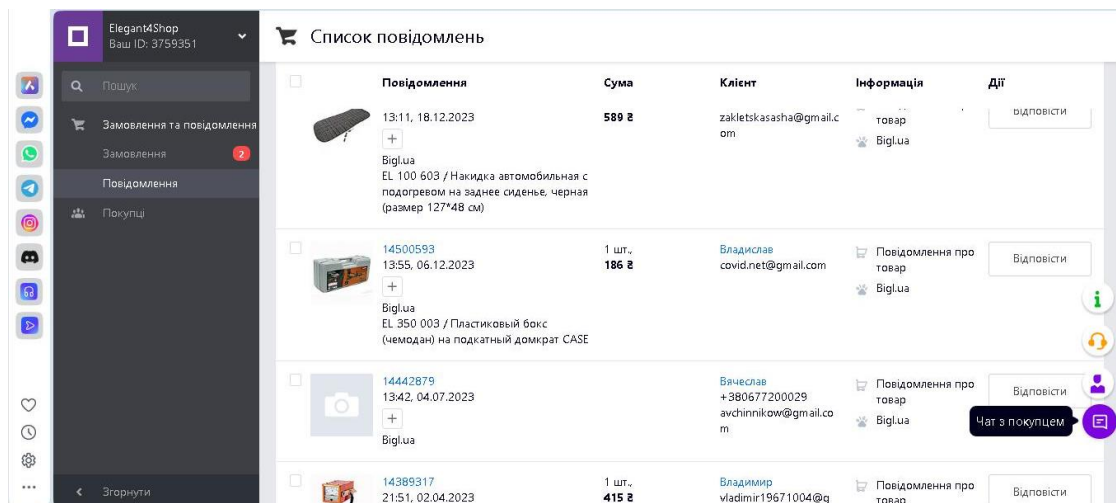 Elegant4Shop
Ваш ID: 3759351
Пошук
Замовлення та повідомлення
Замовлення 2
Повідомлення
Покупці
Згорнути
Список повідомлень
Повідомлення Сума Клієнт Інформація Дії
13:11, 18.12.2023
+
Bigl.ua
EL 100 603 / Накидка автомобильная с
подогревом на заднее сиденье, черная
(размер 127*48 см)
589 ₴
zakletskasasha@gmail.c
om
товар
Bigl.ua
Відповісти
14500593
13:55, 06.12.2023
+
Bigl.ua
EL 350 003 / Пластиковый бокс
(чемодан) на подкатный домкрат CASE
1 шт.,
186 ₴
Владислав
covid.net@gmail.com
Повідомлення про
товар
Bigl.ua
Відповісти
14442879
13:42, 04.07.2023
+
Bigl.ua
Вячеслав
+380677200029
avchinnikow@gmail.co
m
Повідомлення про
товар
Bigl.ua
Відповісти
Чат з покупцем
14389317
21:51, 02.04.2023
1 шт.,
415 ₴
Владимир
vladimir19671004@g
Повідомлення про
товар
Відповісти